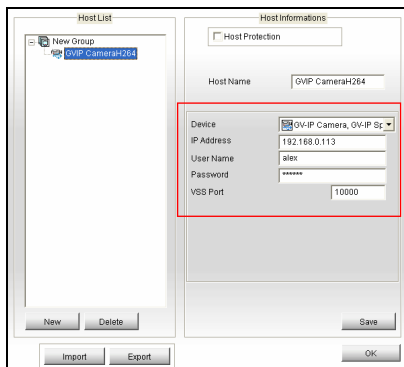 Host List
New Group
GVIP CameraH264
New
Delete
Import
Export
Host Informations
Host Protection
Host Name
GVIP CameraH264
Device
GV-IP Camera, GV-IP Sp
IP Address
192.168.0.113
User Name
alex
Password
******
VSS Port
10000
Save
OK